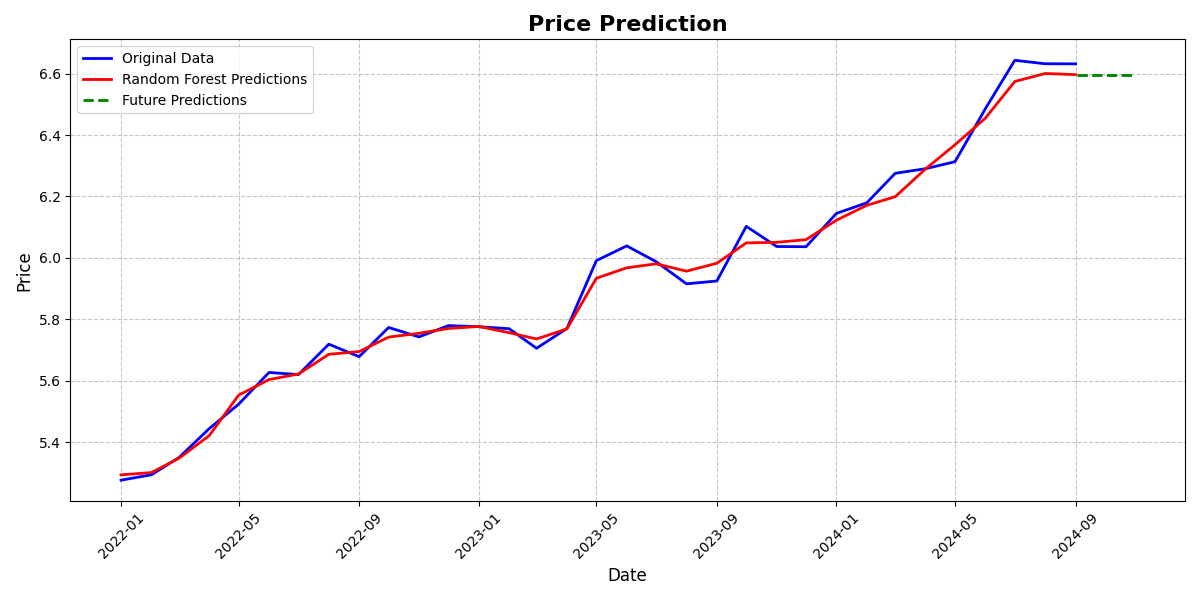 Price Prediction
Original Data
Random Forest Predictions
Future Predictions
Price
6.6
6.4
6.2
6.0
5.8
5.6
5.4
2022-01
2022-05
2022-09
2023-01
2023-05
2023-09
2024-01
2024-05
2024-09
Date